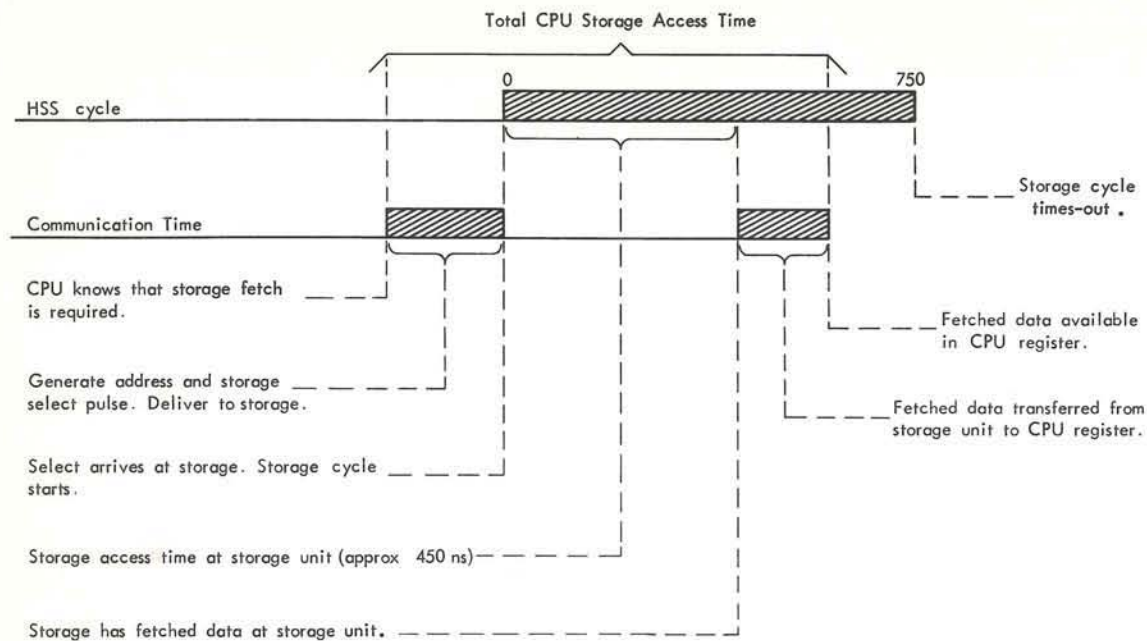 Total CPU Storage Access Time
0
750
HSS cycle
Storage cycle
times-out .
Communication Time
CPU knows that storage fetch
is required.
Fetched data available
in CPU register.
Generate address and storage
select pulse. Deliver to storage.
Fetched data transferred from
storage unit to CPU register.
Select arrives at storage. Storage cycle
starts.
Storage access time at storage unit (approx 450 ns)
Storage has fetched data at storage unit.